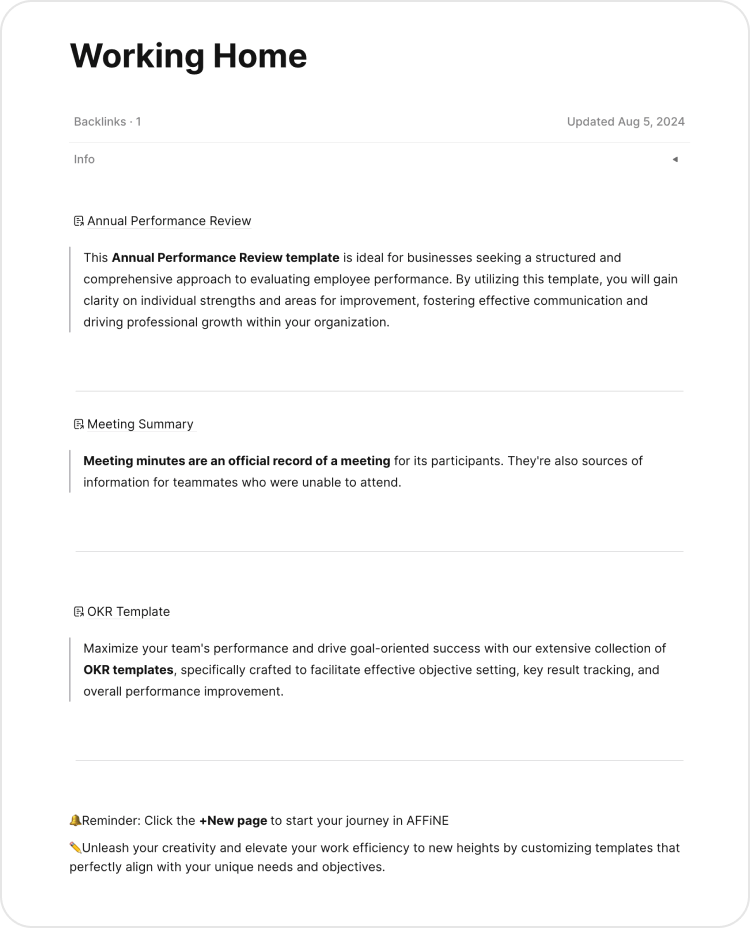 Working Home
Backlinks · 1
Updated Aug 5, 2024
Info
Annual Performance Review
This Annual Performance Review template is ideal for businesses seeking a structured and
comprehensive approach to evaluating employee performance. By utilizing this template, you will gain
clarity on individual strengths and areas for improvement, fostering effective communication and
driving professional growth within your organization.
Meeting Summary
Meeting minutes are an official record of a meeting for its participants. They're also sources of
information for teammates who were unable to attend.
OKR Template
Maximize your team's performance and drive goal-oriented success with our extensive collection of
OKR templates, specifically crafted to facilitate effective objective setting, key result tracking, and
overall performance improvement.
🔔Reminder: Click the +New page to start your journey in AFFiNE
✏️Unleash your creativity and elevate your work efficiency to new heights by customizing templates that
perfectly align with your unique needs and objectives.